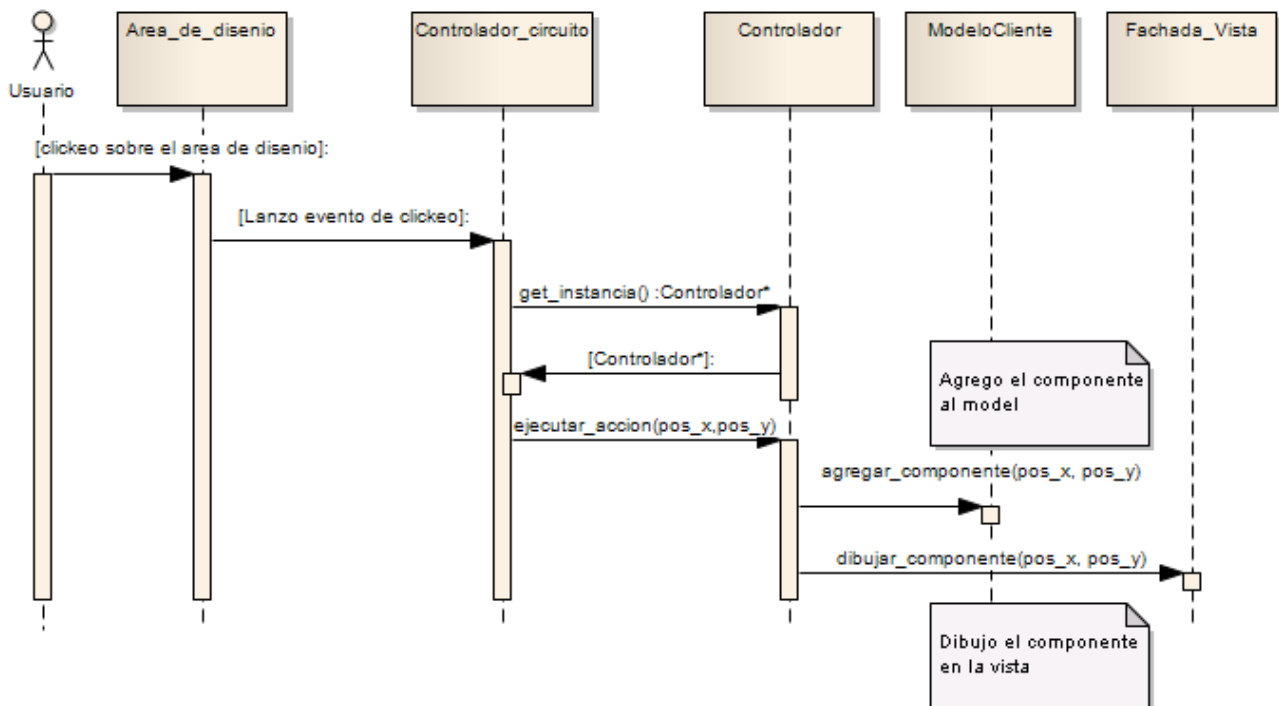 Area_de_disenio
Controlador_circuito
Controlador
ModeloCliente
Fachada_Vista
Usuario
[clickeo sobre el area de disenio]:
[Lanzo evento de clickeo]:
get_instancia() :Controlador*
[Controlador*]:
Agrego el componente
al model
ejecutar_accion(pos_x,pos_y)
agregar_componente(pos_x, pos_y)
dibujar_componente(pos_x, pos_y)
Dibujo el componente
en la vista